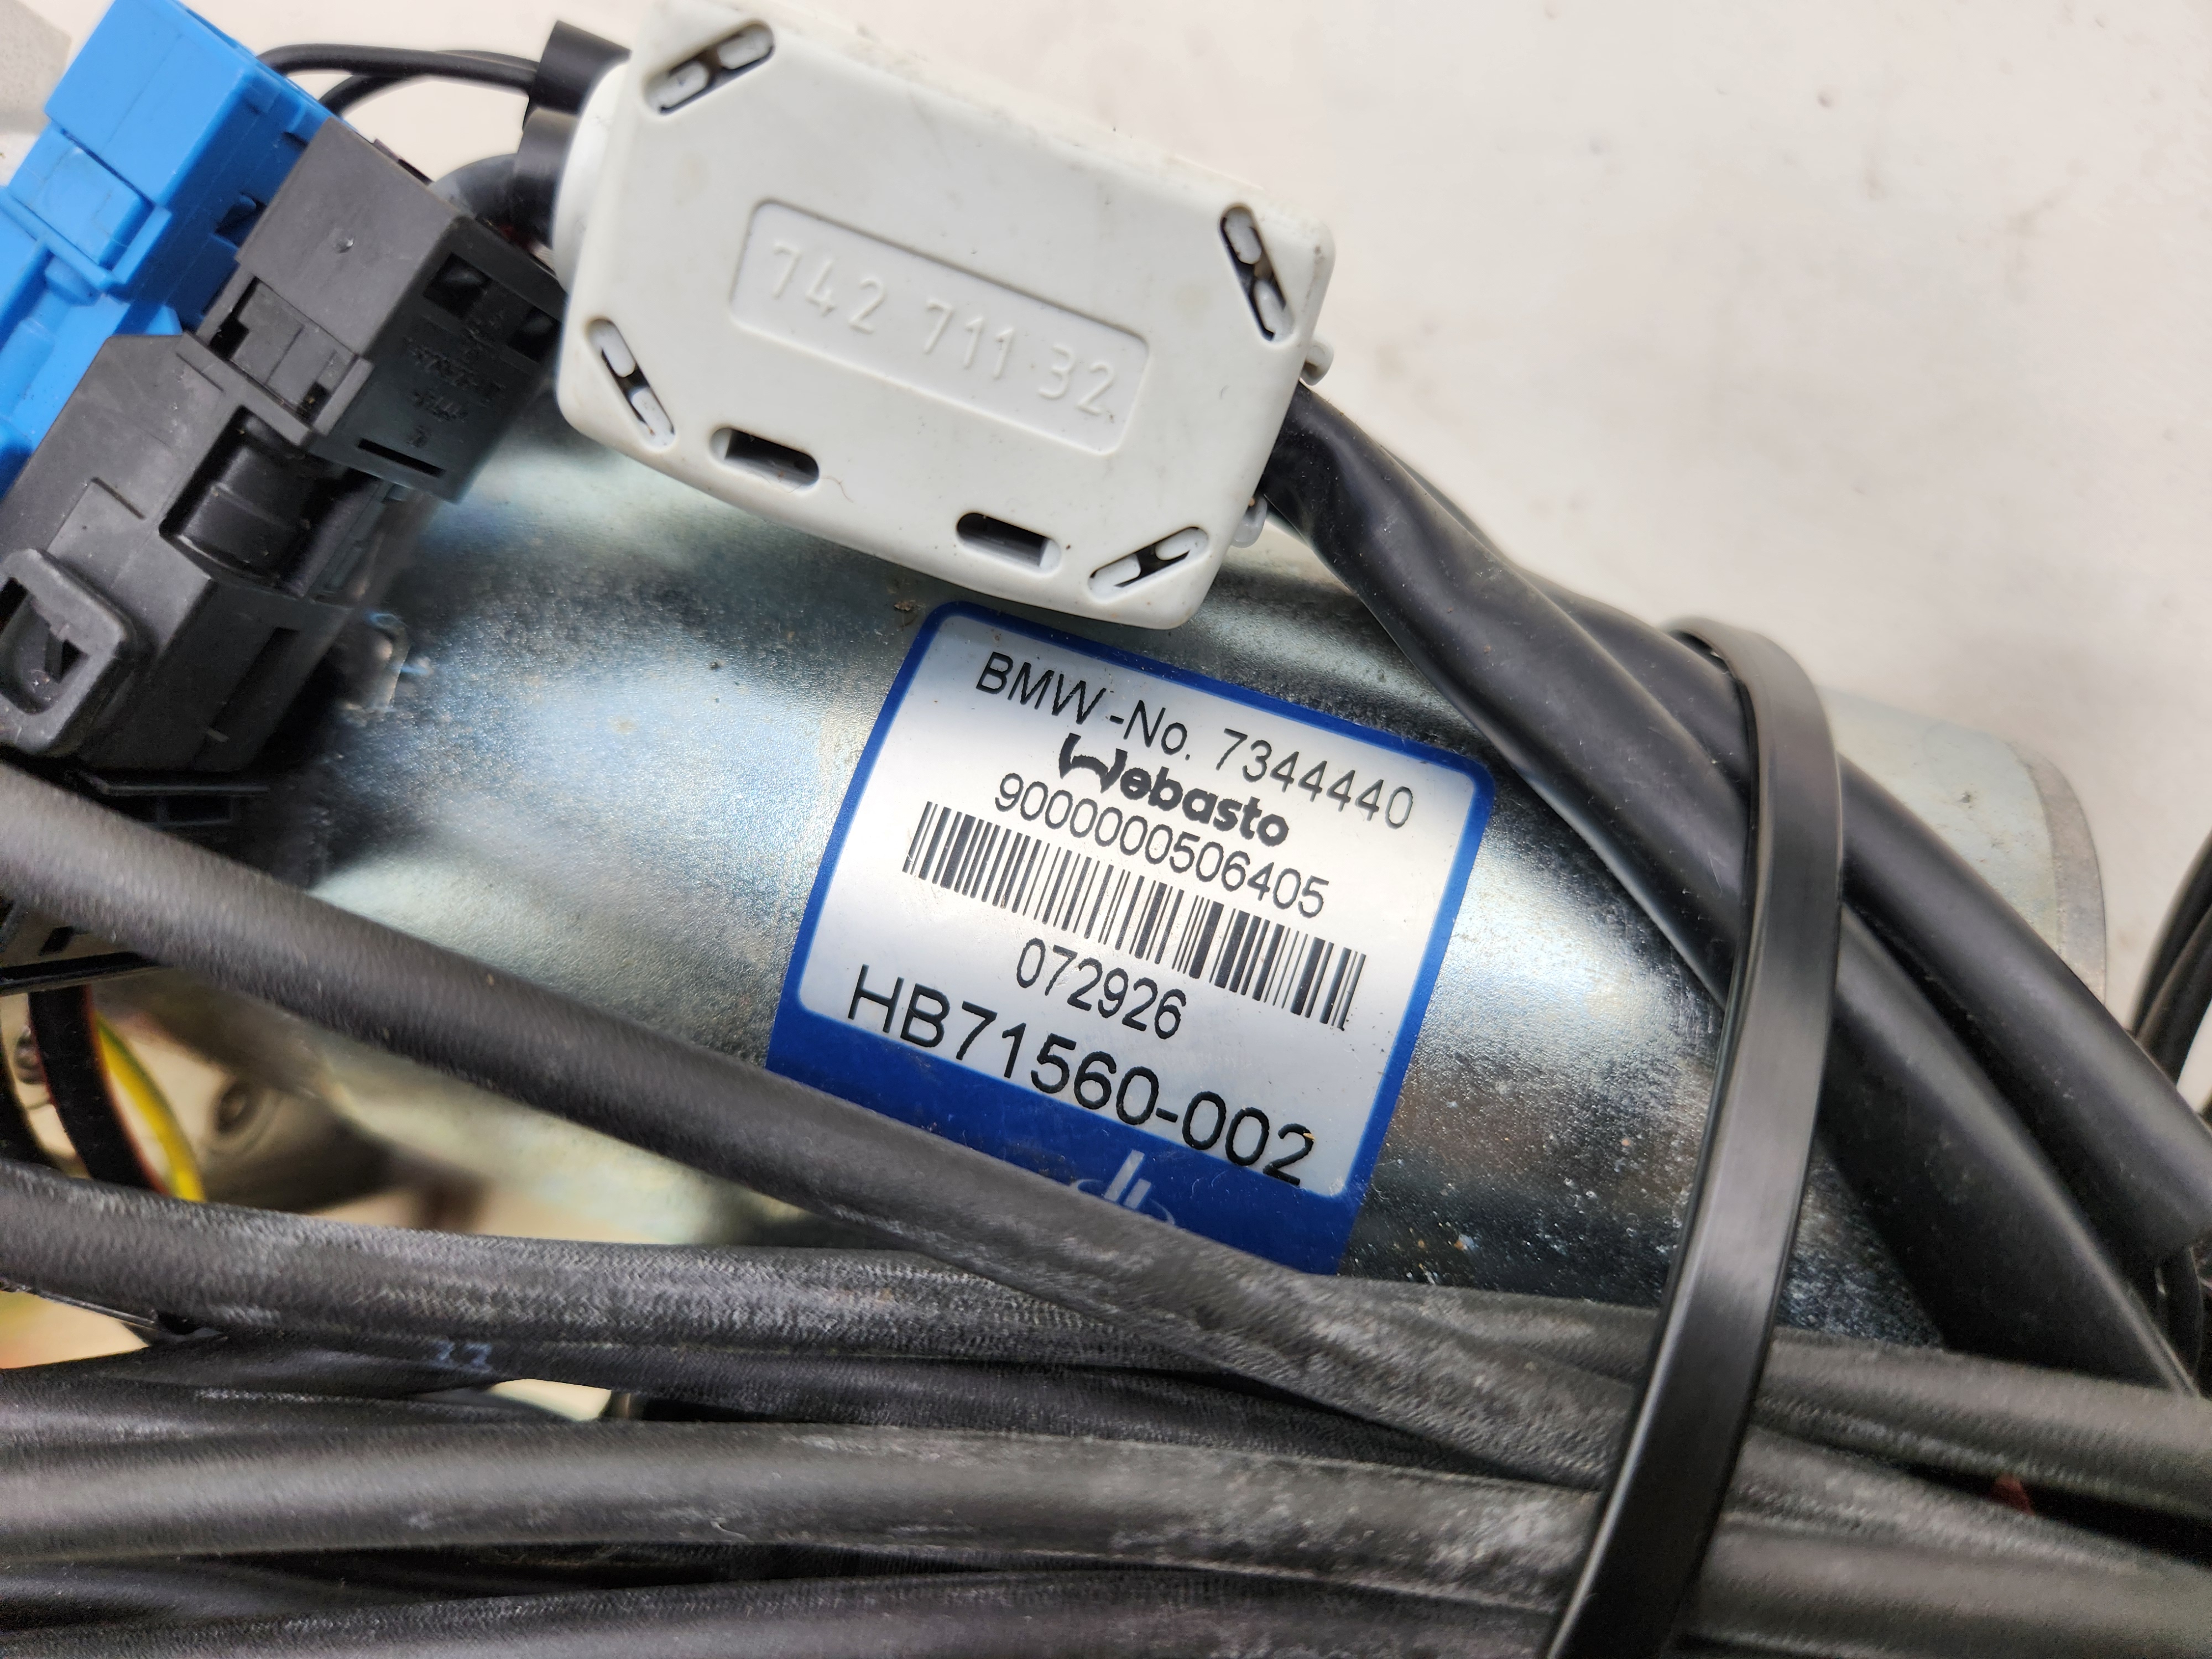 742 711 32
BMW-No. 7344440
Webasto
9000000506405
072926
HB71560-002